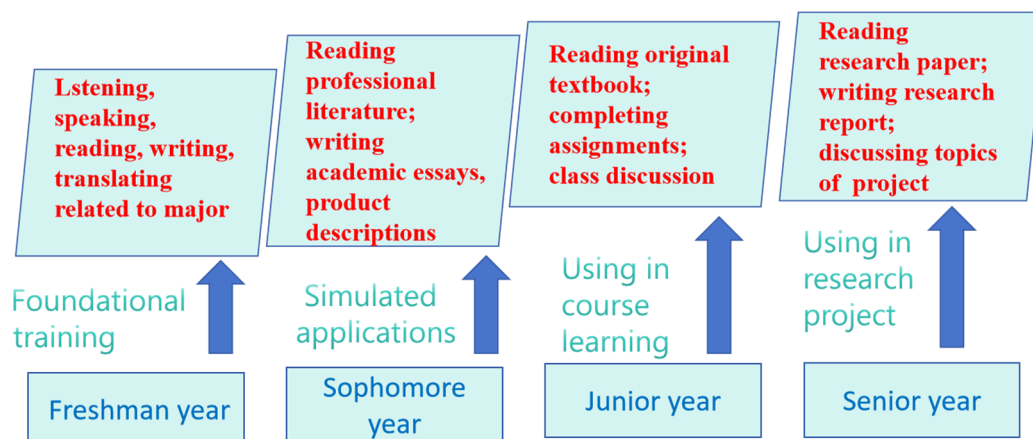 Lstening,
speaking,
reading, writing,
translating
related to major
Reading
professional
literature;
writing
academic essays,
product
descriptions
Reading original
textbook;
completing
assignments;
class discussion
Reading
research paper;
writing research
report;
discussing topics
of project
Foundational
training
Simulated
applications
Using in
course
learning
Using in
research
project
Freshman year
Sophomore
year
Junior year
Senior year